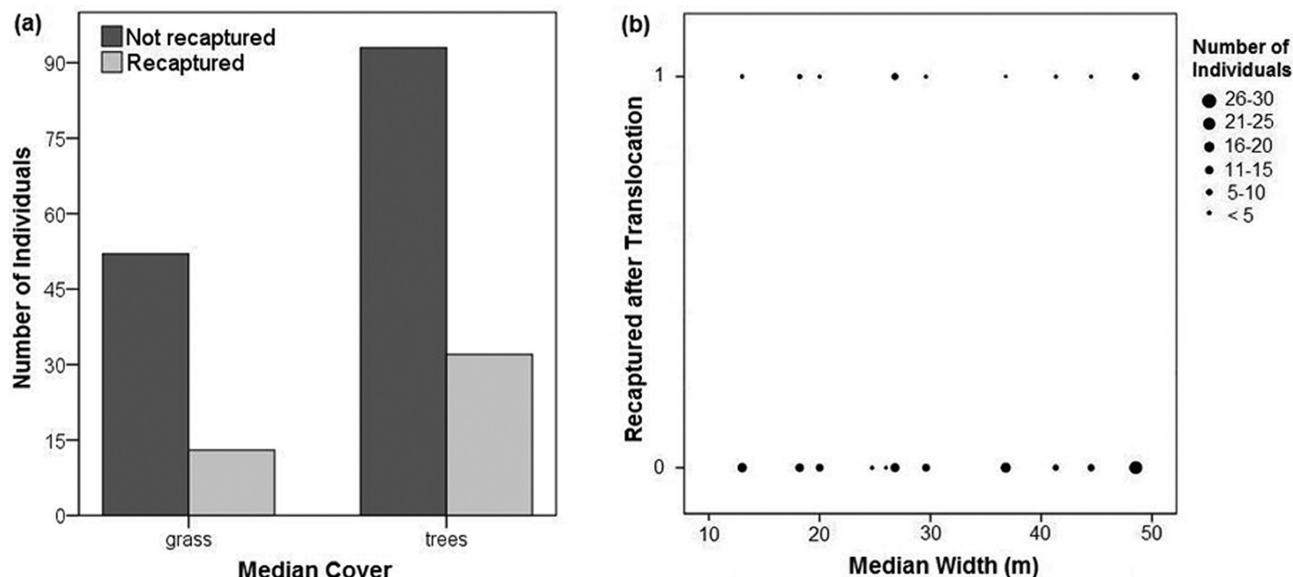 (a)
Not recaptured
Recaptured
Number of Individuals
90
75
60
45
30
15
0
grass
trees
Median Cover
(b)
Recaptured after Translocation
1
0
10
20
30
40
50
Median Width (m)
Number of
Individuals
26-30
21-25
16-20
11-15
5-10
< 5